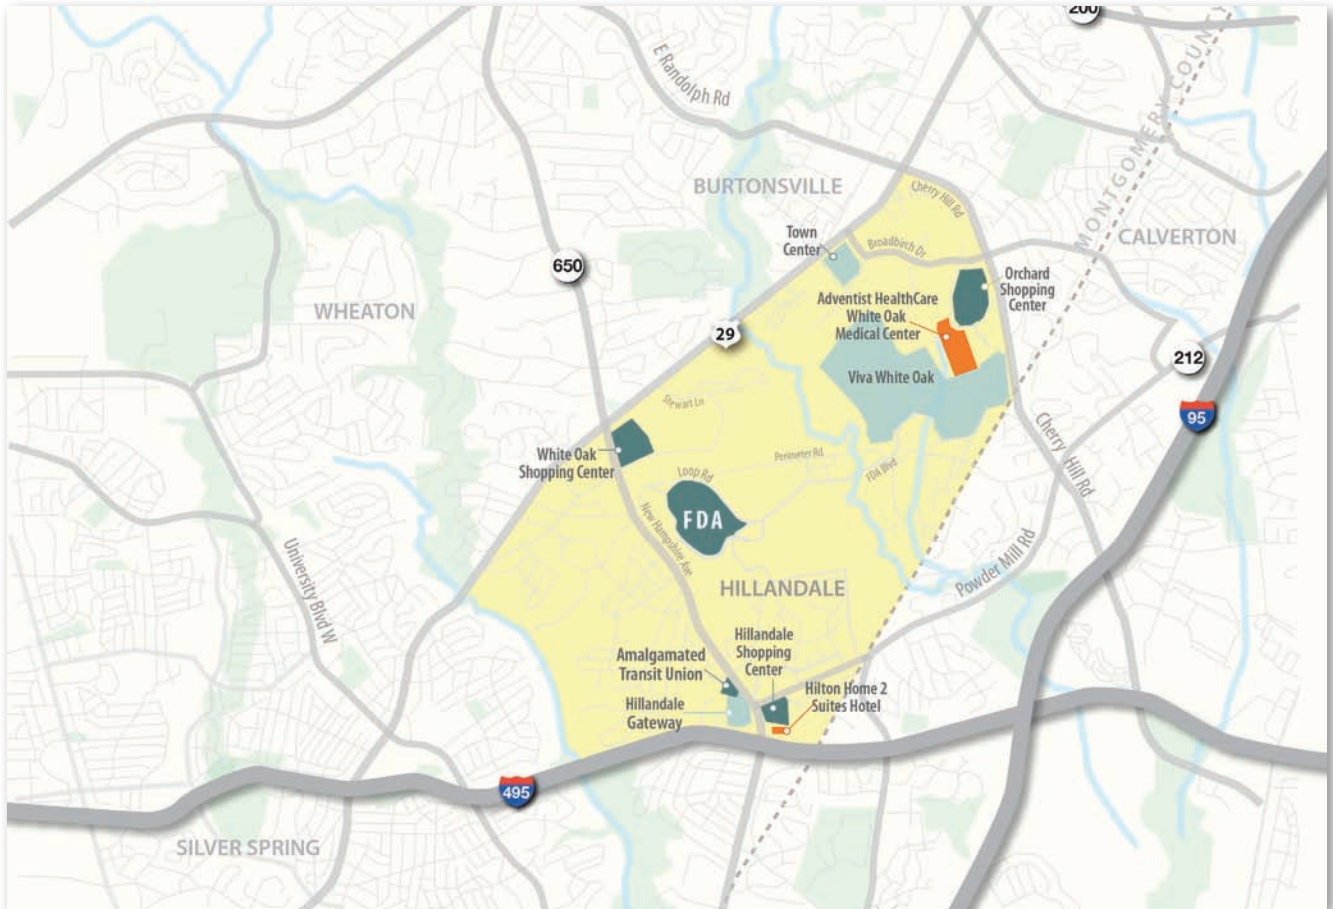 200
E Randolph Rd
MONTGOMERY COUNTY
BURTONSVILLE
Cherry Hill Rd
Town
Center
Broadbirch Dr
CALVERTON
650
Orchard
Shopping
Center
Adventist HealthCare
White Oak
Medical Center
WHEATON
29
212
Viva White Oak
95
Stewart Ln
Cherry Hill Rd
White Oak
Shopping Center
Perimeter Rd
FDA Blvd
Loop Rd
FDA
New Hampshire Ave
University Blvd W
Powder Mill Rd
HILLANDALE
Hillandale
Shopping
Center
Amalgamated
Transit Union
Hilton Home 2
Suites Hotel
Hillandale
Gateway
495
SILVER SPRING